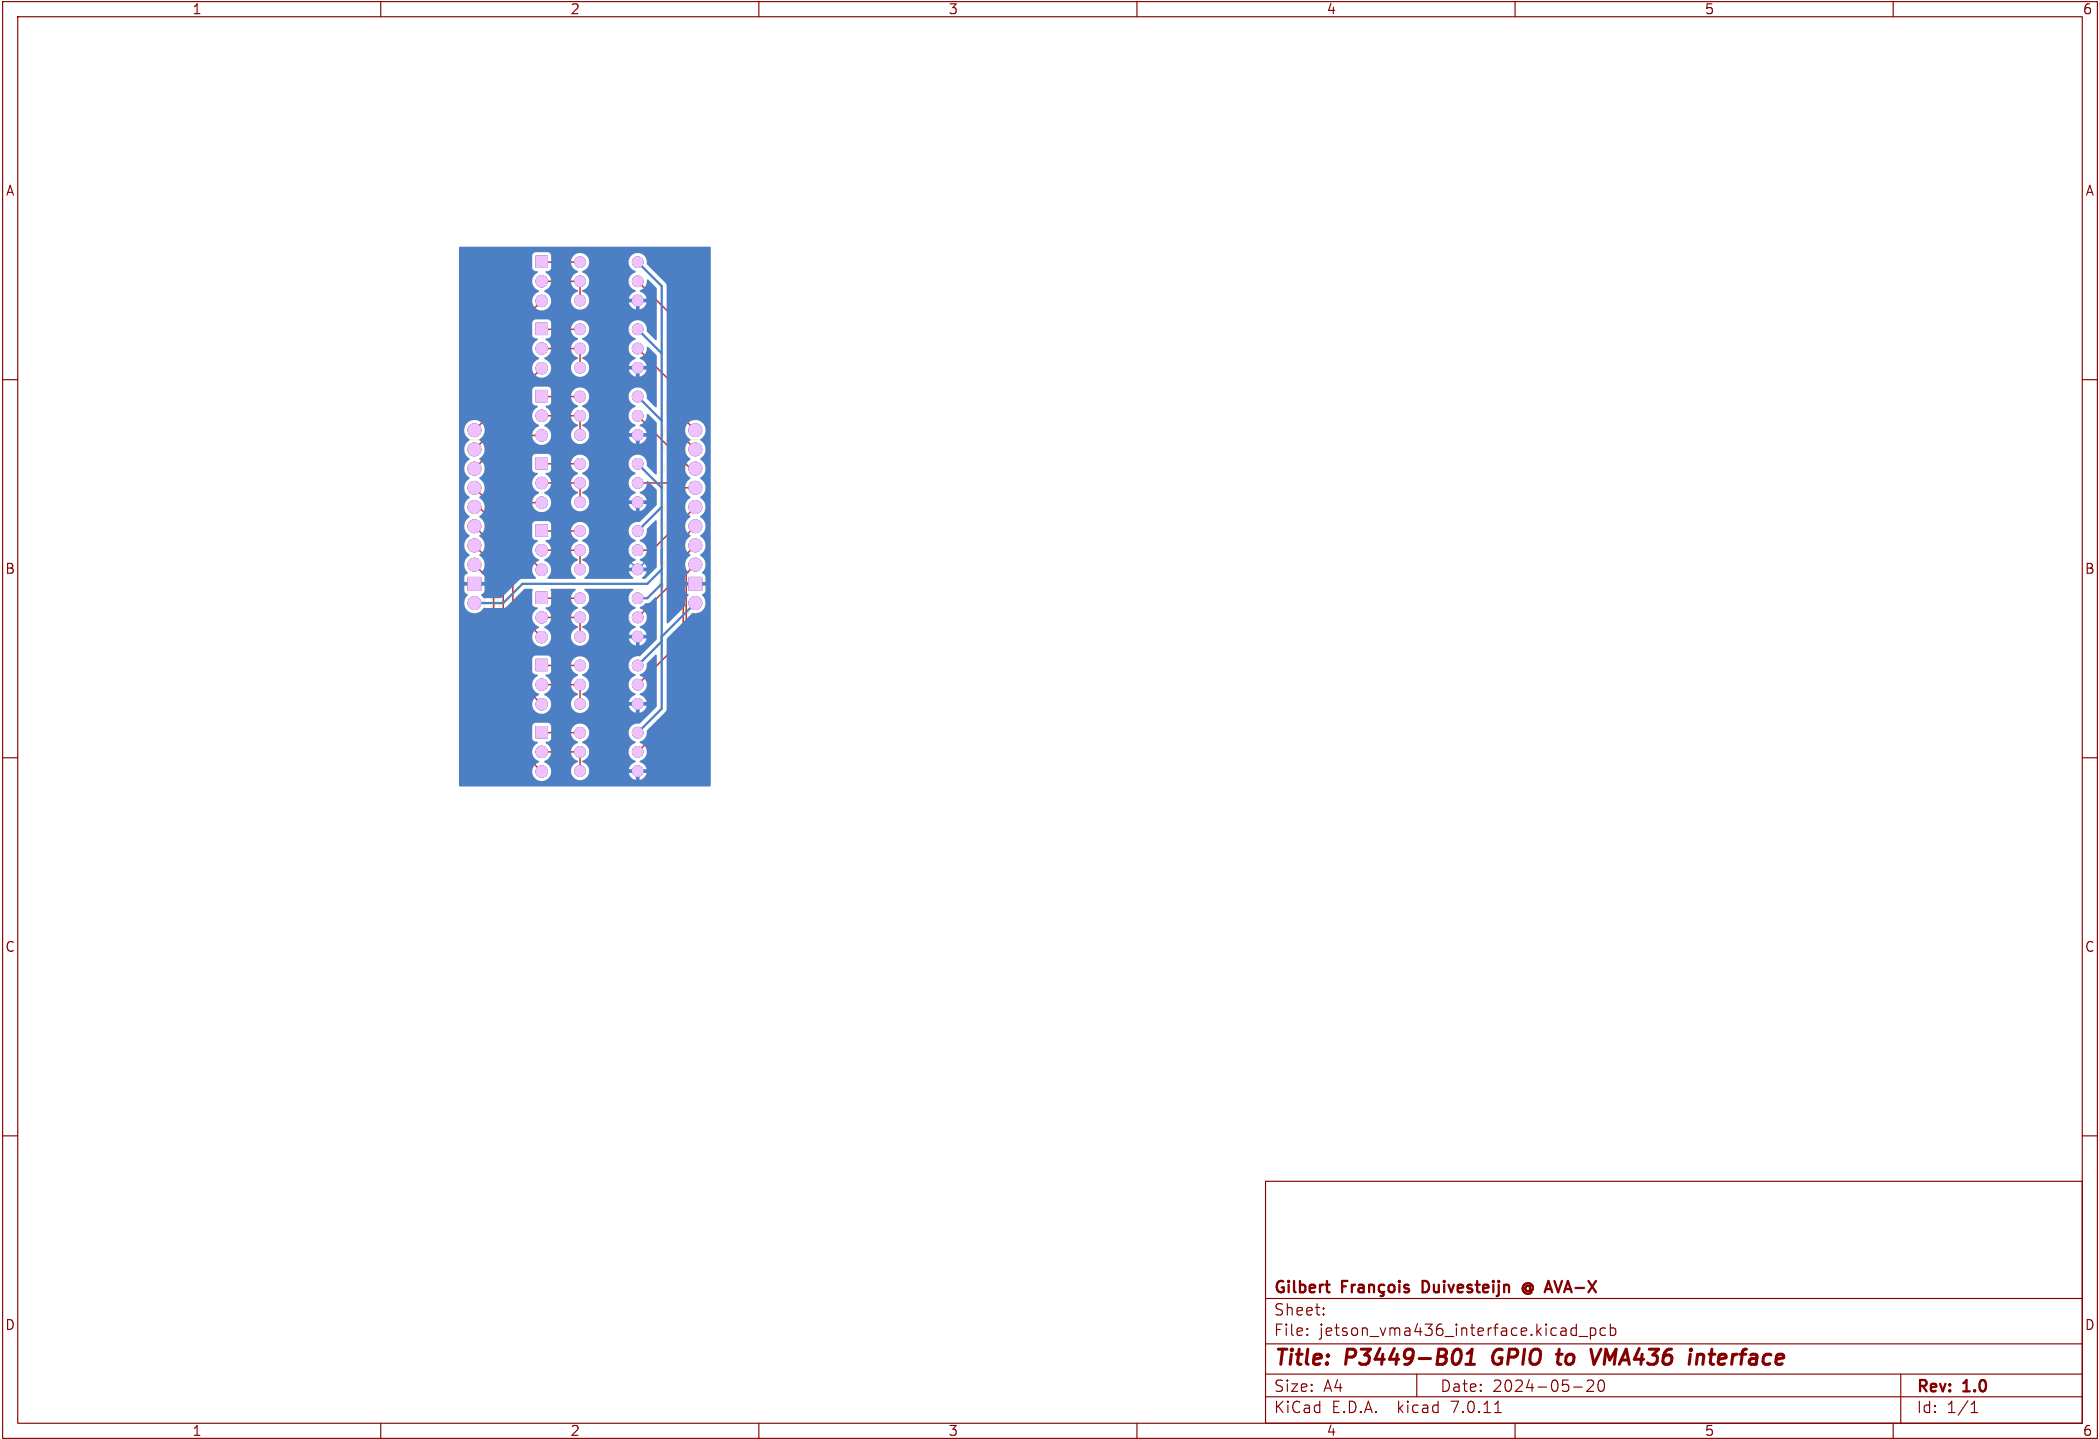 1 2 3 4 5 6
A A
B B
C C
Gilbert François Duivesteijn @ AVA-X
Sheet:
File: jetson_vma436_interface.kicad_pcb
D D
Title: P3449-B01 GPIO to VMA436 interface
Size: A4 Date: 2024-05-20 Rev: 1.0
KiCad E.D.A. kicad 7.0.11 Id: 1/1
1 2 3 4 5 6